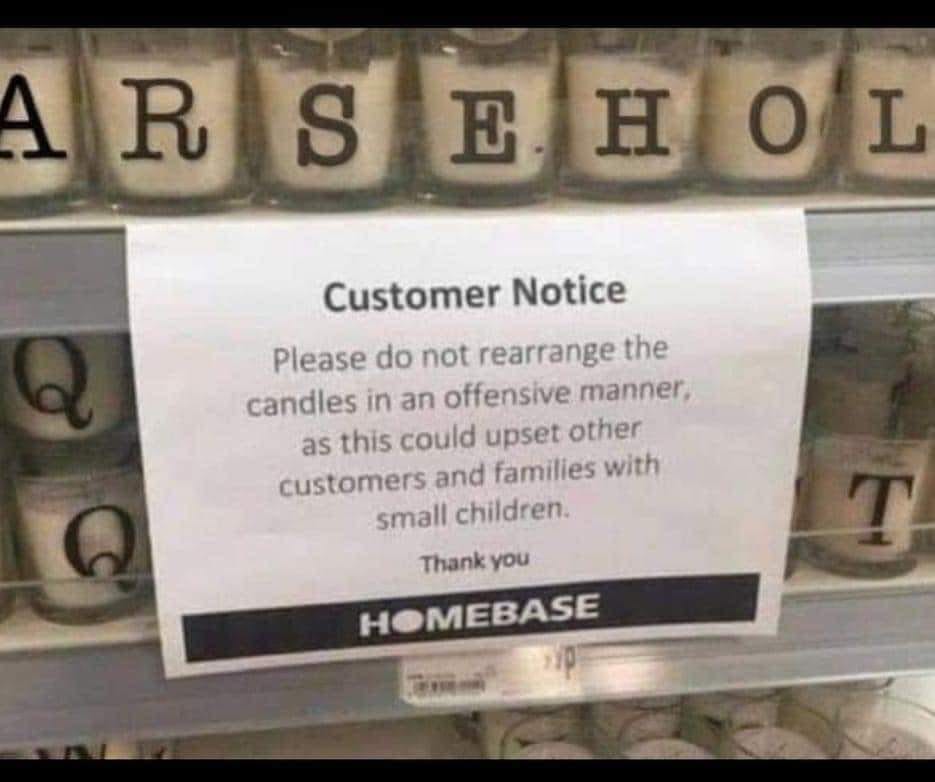 A R S E H O L
Customer Notice
Please do not rearrange the
candles in an offensive manner,
as this could upset other
customers and families with
small children.
Thank you
HOMEBASE
Q
Q
T